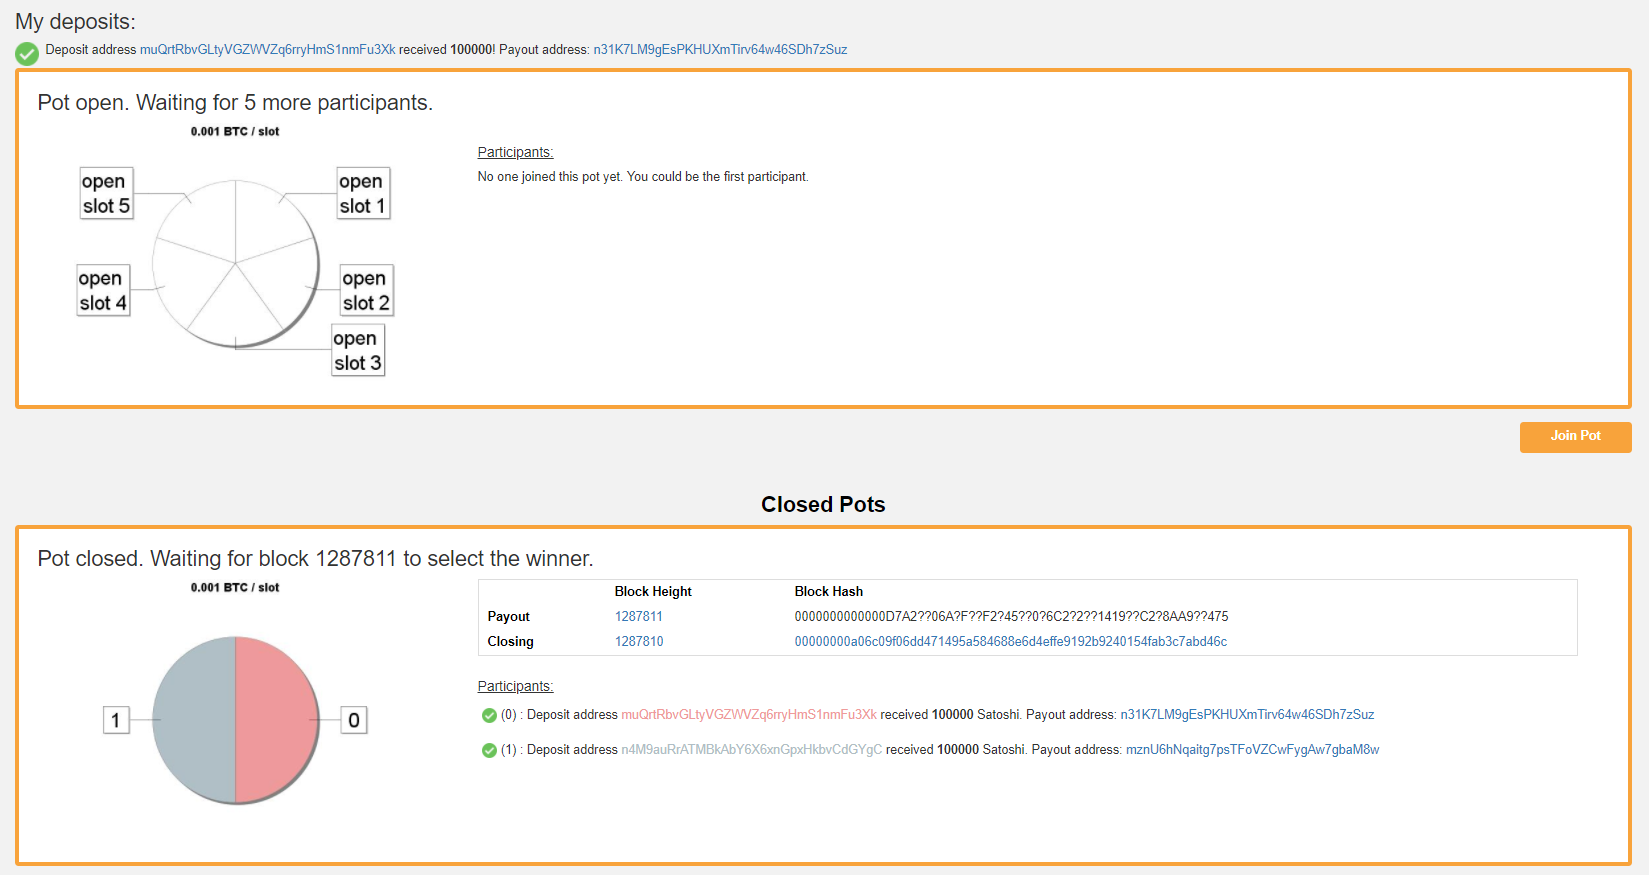 My deposits:
Deposit address muQrtRbvGLtyVGZWVZq6rryHmS1nmFu3Xk received 100000! Payout address: n31K7LM9gEsPKHUXmTirv64w46SDh7zSuz
Pot open. Waiting for 5 more participants.
0.001 BTC / slot
open
slot 5
open
slot 1
open
slot 4
open
slot 2
open
slot 3
Participants:
No one joined this pot yet. You could be the first participant.
Join Pot
Closed Pots
Pot closed. Waiting for block 1287811 to select the winner.
0.001 BTC / slot
1
0
Block Height Block Hash
Payout 1287811 0000000000000D7A2??06A?F??F2?45??0?6C2?2??1419??C2?8AA9??475
Closing 1287810 00000000a06c09f06dd471495a584688e6d4effe9192b9240154fab3c7abd46c
Participants:
(0) : Deposit address muQrtRbvGLtyVGZWVZq6rryHmS1nmFu3Xk received 100000 Satoshi. Payout address: n31K7LM9gEsPKHUXmTirv64w46SDh7zSuz
(1) : Deposit address n4M9auRrATMBkAbY6X6xnGpxHkbvCdGYgC received 100000 Satoshi. Payout address: mznU6hNqaitg7psTFoVZCwFygAw7gbaM8w